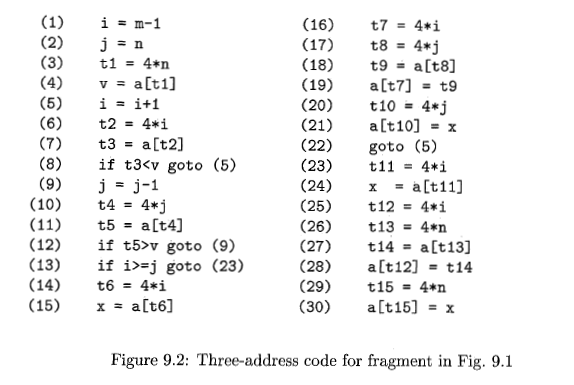 (1) i = m-1
(2) j = n
(3) t1 = 4*n
(4) v = a[t1]
(5) i = i+1
(6) t2 = 4*i
(7) t3 = a[t2]
(8) if t3<v goto (5)
(9) j = j-1
(10) t4 = 4*j
(11) t5 = a[t4]
(12) if t5>v goto (9)
(13) if i>=j goto (23)
(14) t6 = 4*i
(15) x = a[t6]
(16) t7 = 4*i
(17) t8 = 4*j
(18) t9 = a[t8]
(19) a[t7] = t9
(20) t10 = 4*j
(21) a[t10] = x
(22) goto (5)
(23) t11 = 4*i
(24) x = a[t11]
(25) t12 = 4*i
(26) t13 = 4*n
(27) t14 = a[t13]
(28) a[t12] = t14
(29) t15 = 4*n
(30) a[t15] = x
Figure 9.2: Three-address code for fragment in Fig. 9.1